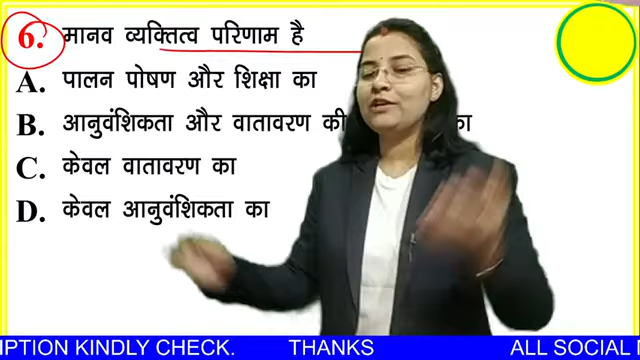 6. मानव व्यक्तित्व परिणाम है
A. पालन पोषण और शिक्षा का
B. आनुवंशिकता और वातावरण की का
C. केवल वातावरण का
D. केवल आनुवंशिकता का
KINDLY CHECK. THANKS ALL SOCIAL